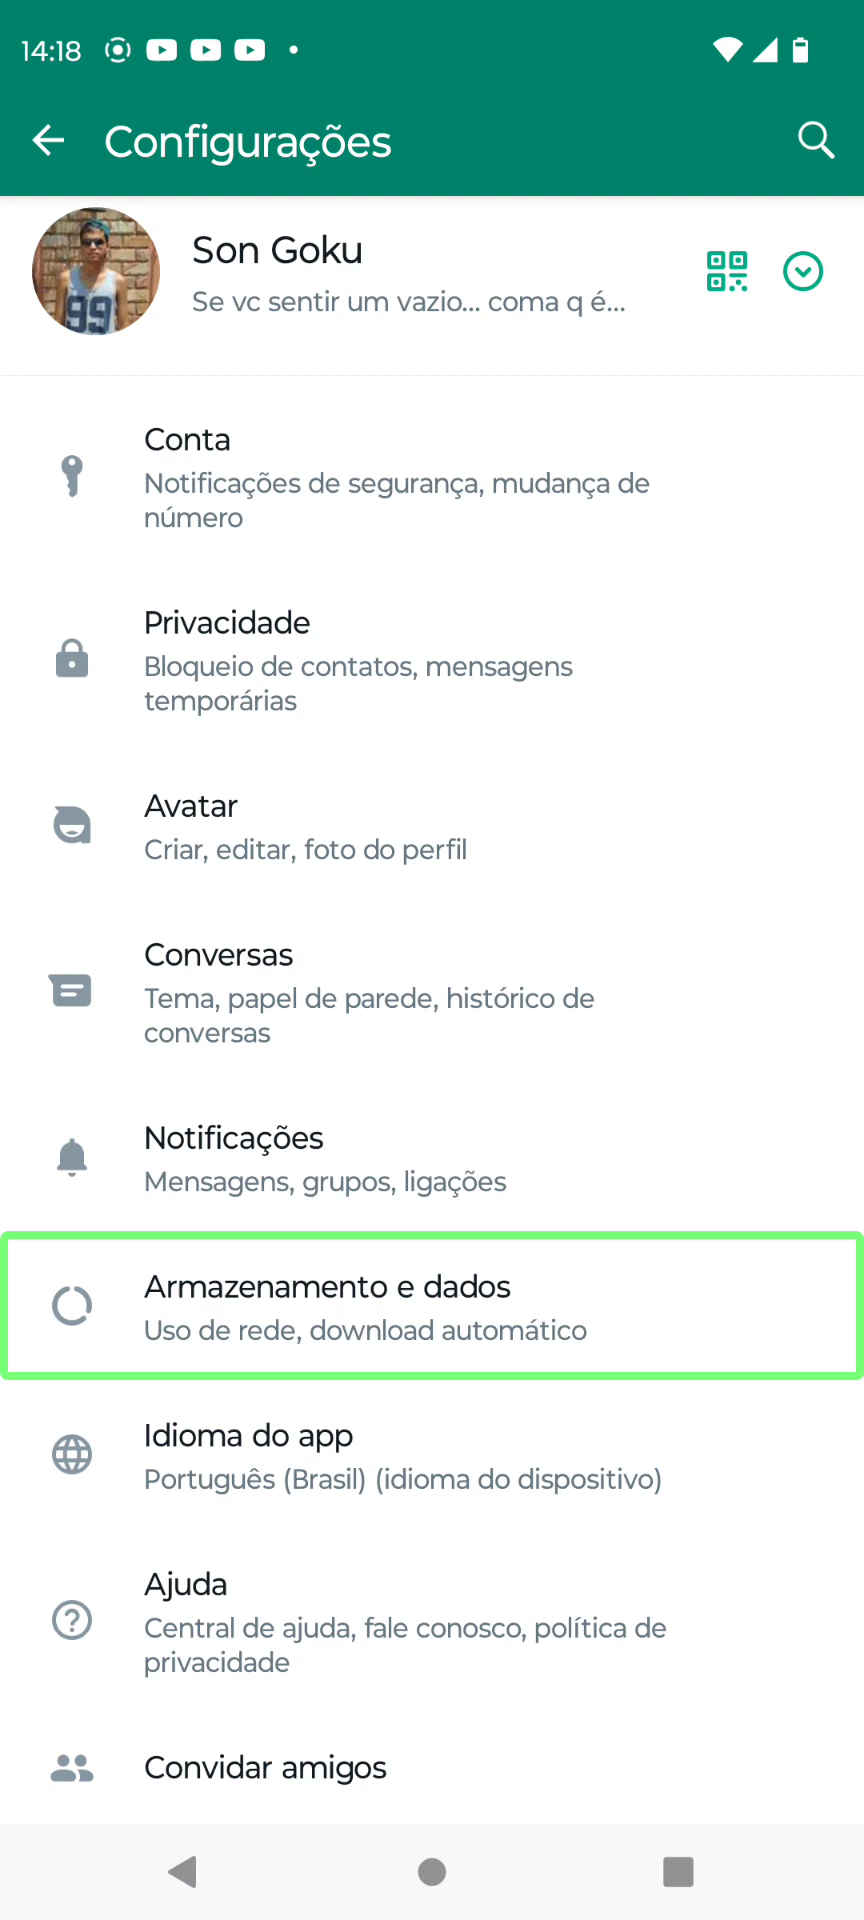 14:18
Configurações
Son Goku
Se vc sentir um vazio... coma q é...
99
Conta
Notificações de segurança, mudança de
número
Privacidade
Bloqueio de contatos, mensagens
temporárias
Avatar
Criar, editar, foto do perfil
Conversas
Tema, papel de parede, histórico de
conversas
Notificações
Mensagens, grupos, ligações
Armazenamento e dados
Uso de rede, download automático
Idioma do app
Português (Brasil) (idioma do dispositivo)
Ajuda
Central de ajuda, fale conosco, política de
privacidade
Convidar amigos